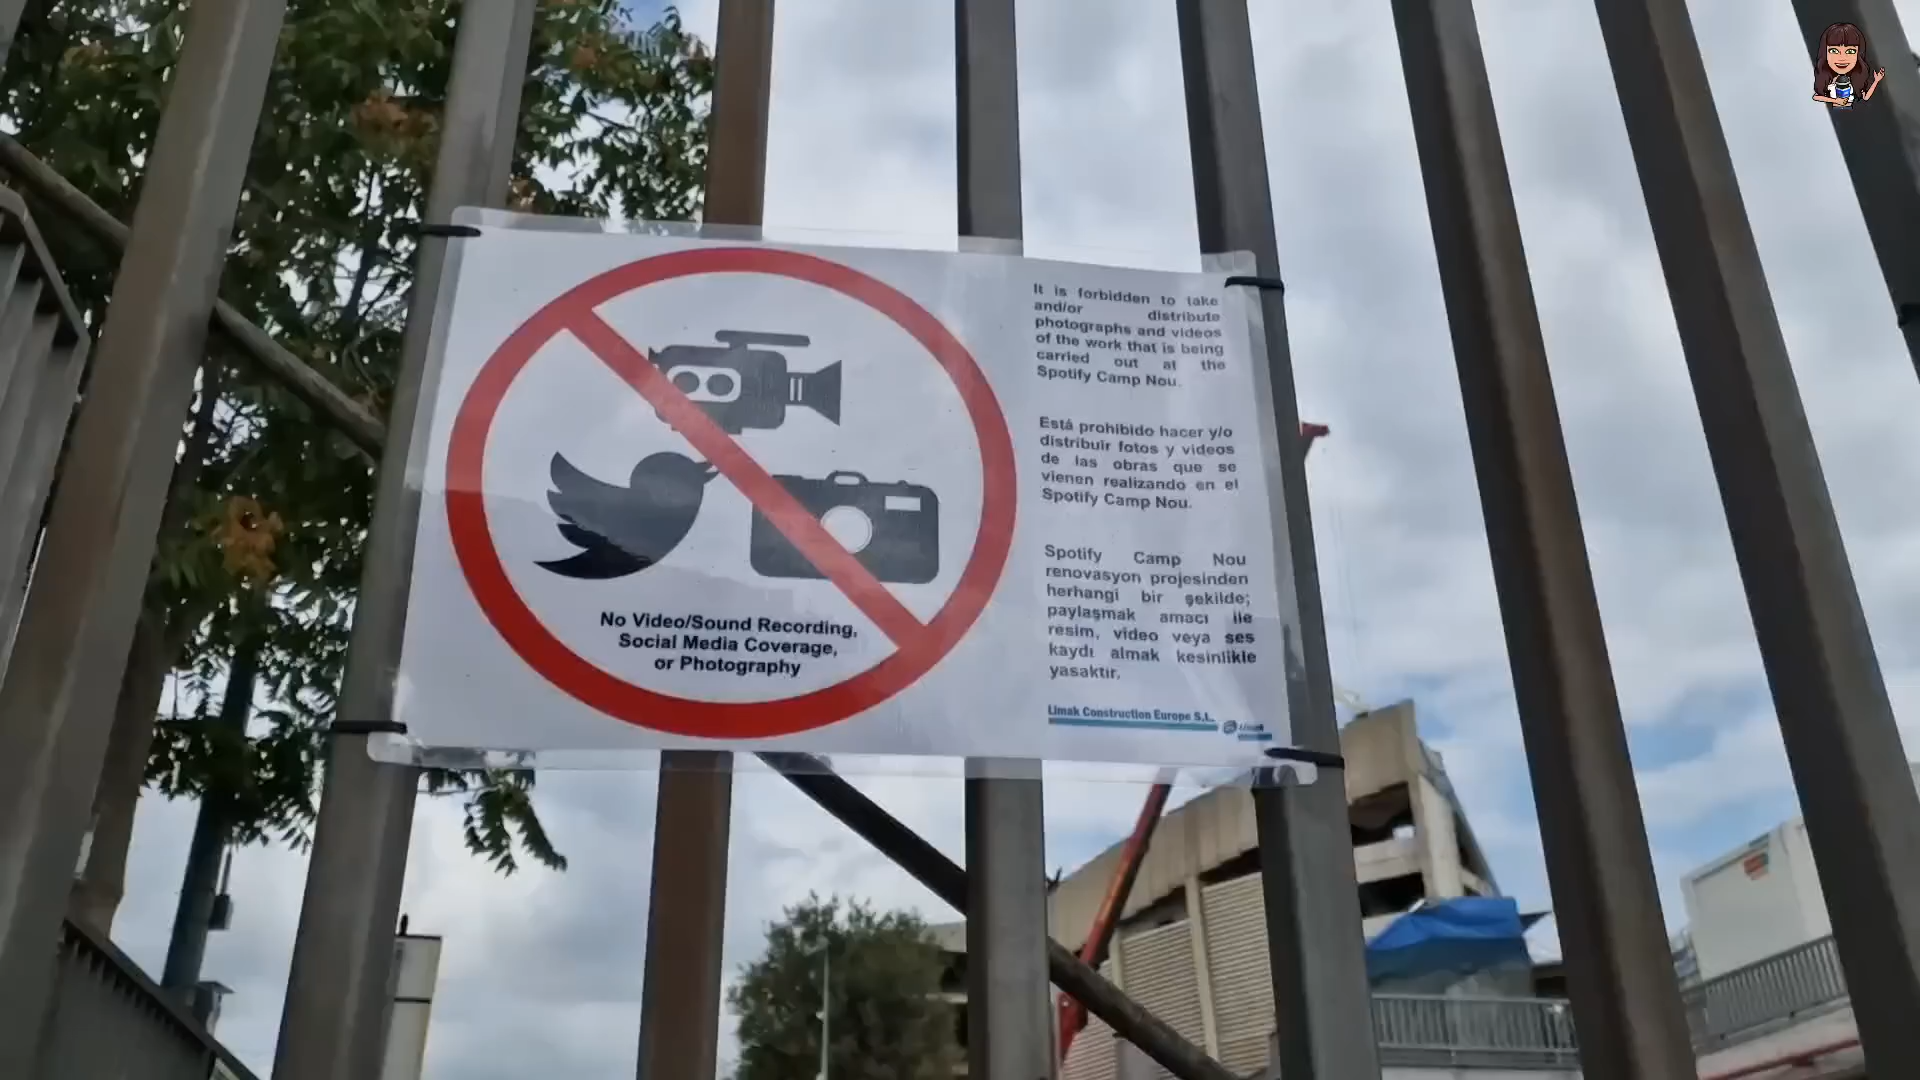 No Video/Sound Recording,
Social Media Coverage,
or Photography
It is forbidden to take
and/or distribute
photographs and videos
of the work that is being
carried out at the
Spotify Camp Nou.
Está prohibido hacer y/o
distribuir fotos y videos
de las obras que se
vienen realizando en el
Spotify Camp Nou.
Spotify Camp Nou
renovasyon projesinden
herhangi bir şekilde;
paylaşmak amacı ile
resim, video veya ses
kaydı almak kesinlikle
yasaktır.
Limak Construction Europe S.L.
Limak